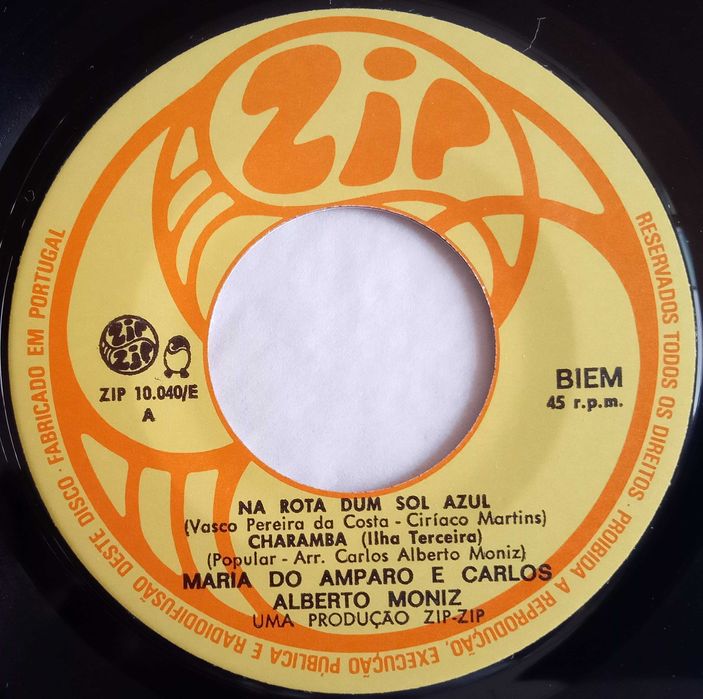 ZIP
ZIP
ZIP
ZIP 10.040/E
A
BIEM
45 r.p.m.
NA ROTA DUM SOL AZUL
(Vasco Pereira da Costa - Ciríaco Martins)
CHARAMBA (Ilha Terceira)
(Popular - Arr. Carlos Alberto Moniz)
MARIA DO AMPARO E CARLOS
ALBERTO MONIZ
UMA PRODUÇÃO ZIP-ZIP
RESERVADOS TODOS OS DIREITOS · PROIBIDA A REPRODUÇÃO, EXECUÇÃO PÚBLICA E RADIODIFUSÃO DESTE DISCO · FABRICADO EM PORTUGAL